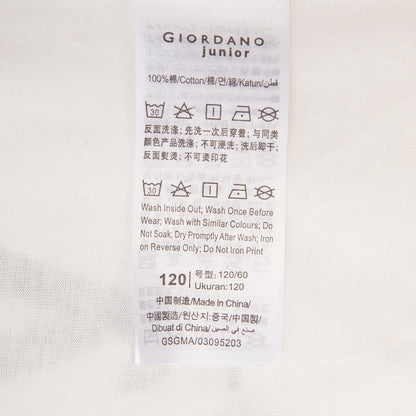 GIORDANO
junior
100%棉/Cotton/棉/면/綿/Katun/قطن
30
反面洗涤；先洗一次后穿着；与同类
颜色产品洗涤；不可浸洗；洗后即干；
反面熨烫；不可烫印花
30
Wash Inside Out; Wash Once Before
Wear; Wash with Similar Colours; Do
Not Soak; Dry Promptly After Wash; Iron
on Reverse Only; Do Not Iron Print
120 号型: 120/60
Ukuran: 120
中国制造/Made in China/
中國製造/원산지:중국/中国製/
Dibuat di China/صنع في الصين
GSGMA/03095203